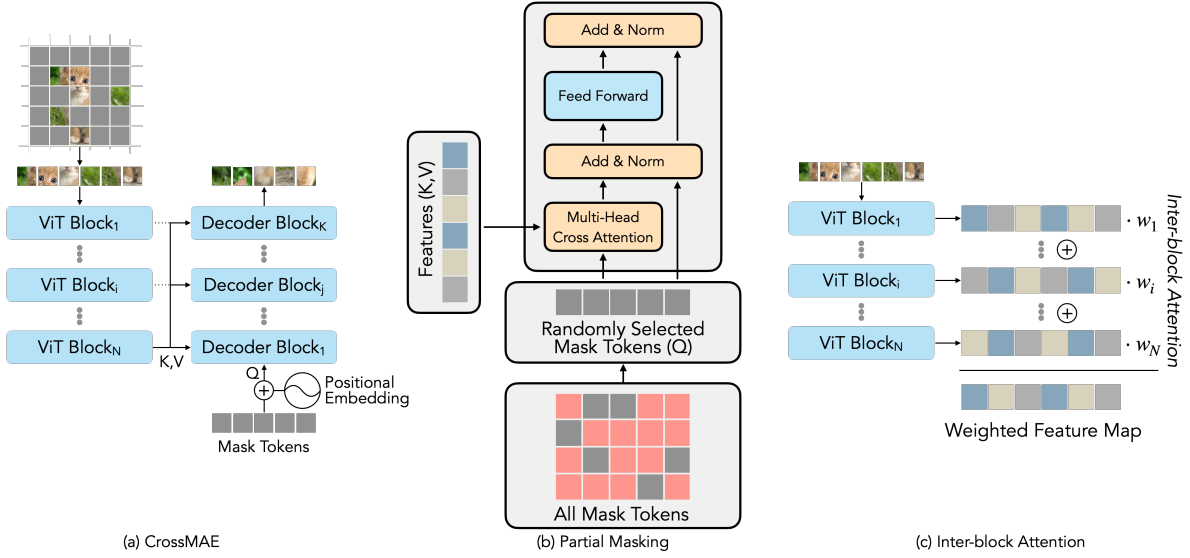 ViT Block1
ViT Blocki
ViT BlockN
K,V
Decoder BlockK
Decoder Blockj
Decoder Block1
Q
+
Positional
Embedding
Mask Tokens
(a) CrossMAE
Features (K,V)
Add & Norm
Feed Forward
Add & Norm
Multi-Head
Cross Attention
Randomly Selected
Mask Tokens (Q)
All Mask Tokens
(b) Partial Masking
ViT Block1
· w1
+
ViT Blocki
· wi
+
ViT BlockN
· wN
Inter-block Attention
Weighted Feature Map
(c) Inter-block Attention